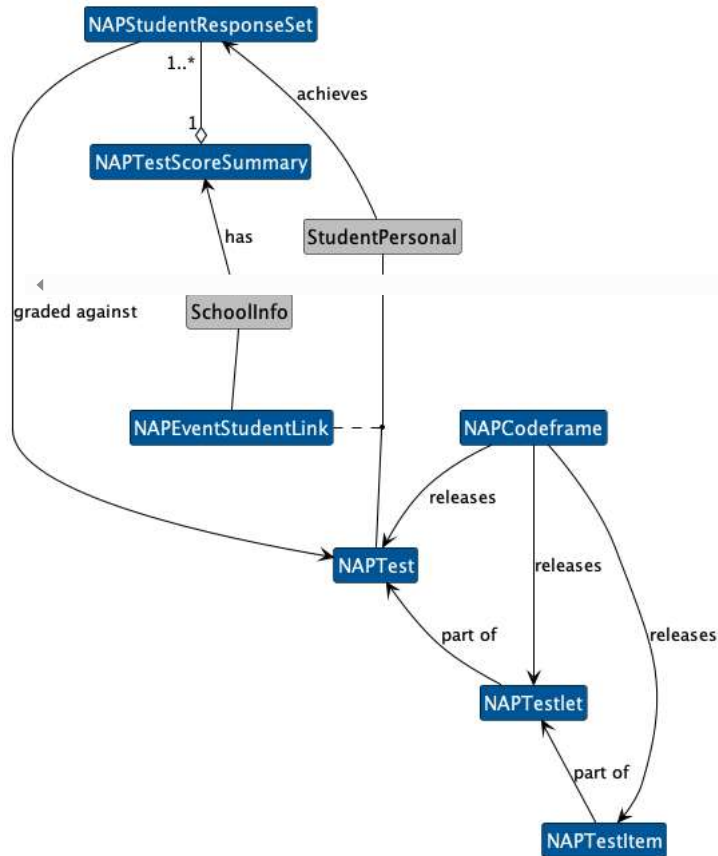 NAPStudentResponseSet
1..*
achieves
1
NAPTestScoreSummary
has
StudentPersonal
SchoolInfo
graded against
NAPEventStudentLink
NAPCodeframe
releases
NAPTest
releases
part of
releases
NAPTestlet
part of
NAPTestItem